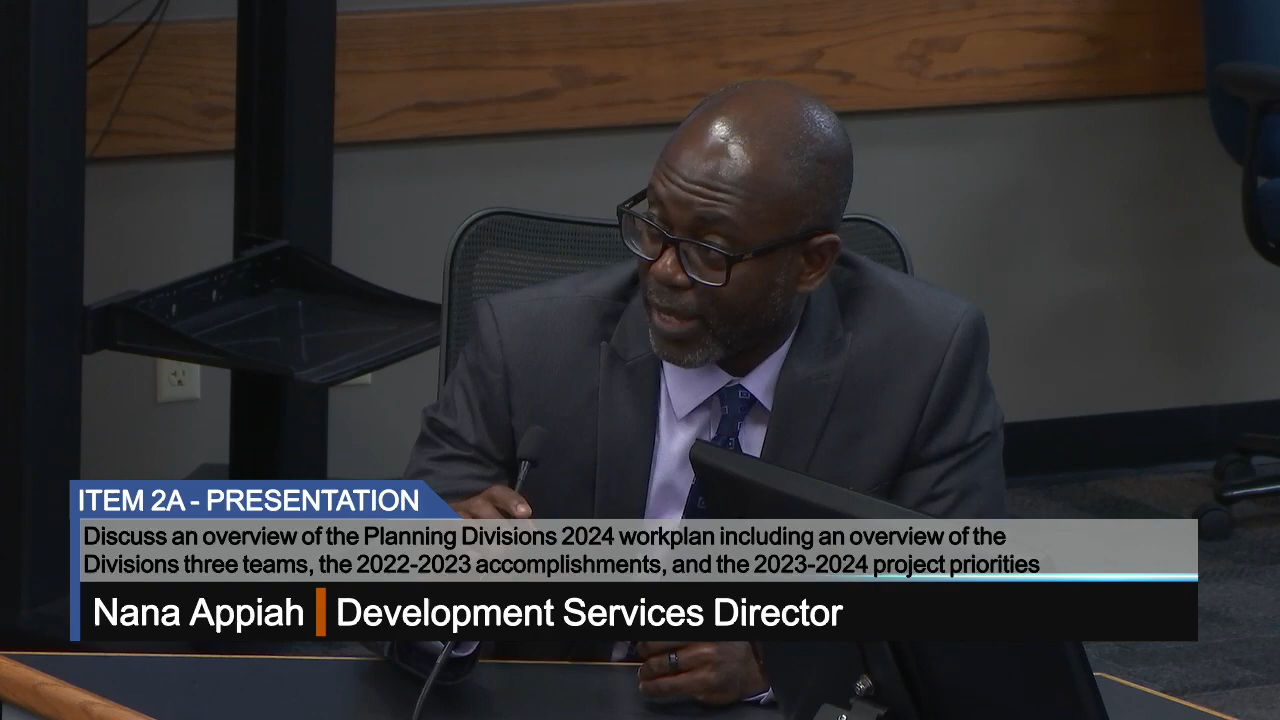 ITEM 2A - PRESENTATION
Discuss an overview of the Planning Divisions 2024 workplan including an overview of the
Divisions three teams, the 2022-2023 accomplishments, and the 2023-2024 project priorities
Nana Appiah Development Services Director